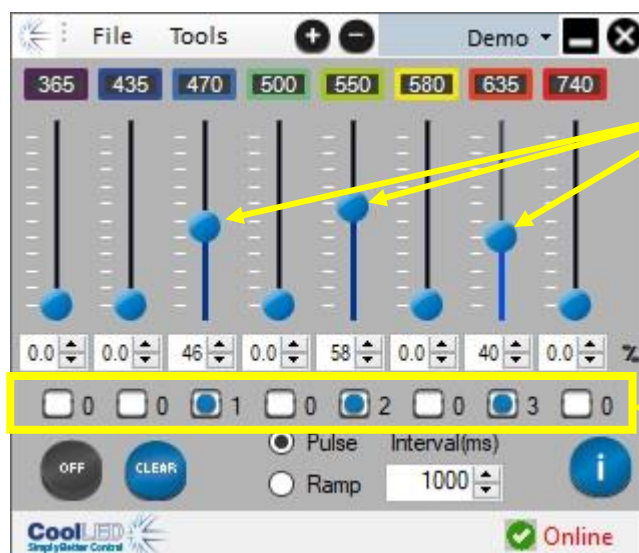 File Tools Demo
365 435 470 500 550 580 635 740
0.0 0.0 46 0.0 58 0.0 40 0.0 %
0 0 1 0 2 0 3 0
OFF CLEAR Pulse Interval(ms) i
Ramp 1000
CoolLED Online
Simply Better Control